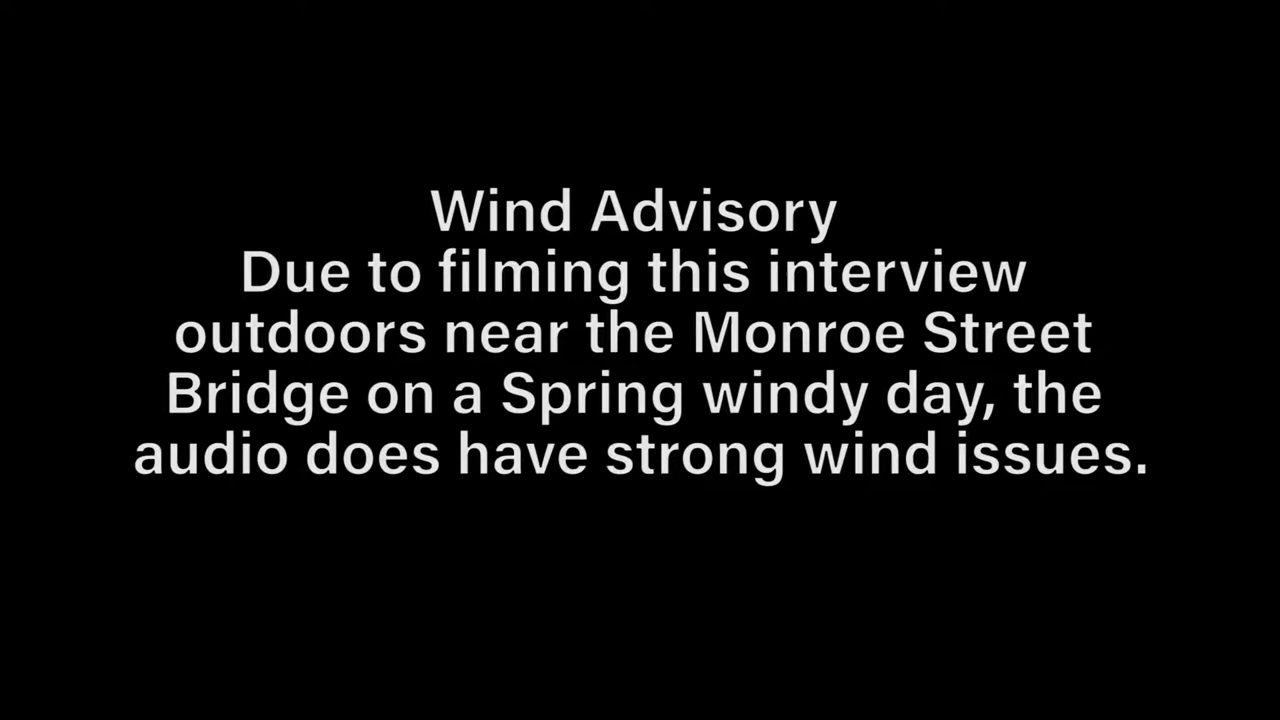 Wind Advisory
Due to filming this interview
outdoors near the Monroe Street
Bridge on a Spring windy day, the
audio does have strong wind issues.